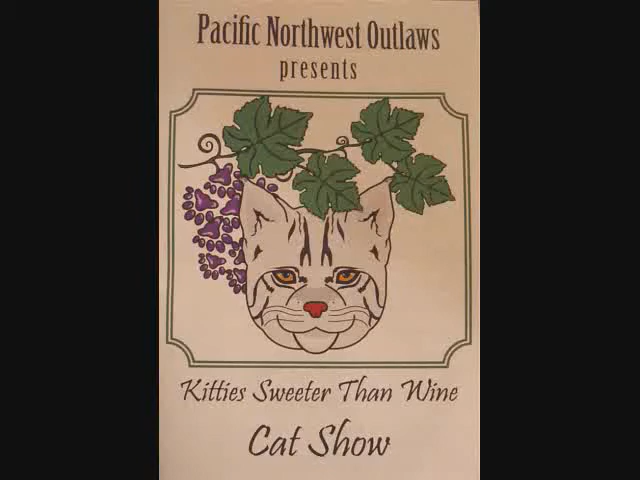 Pacific Northwest Outlaws
presents
Kitties Sweeter Than Wine
Cat Show